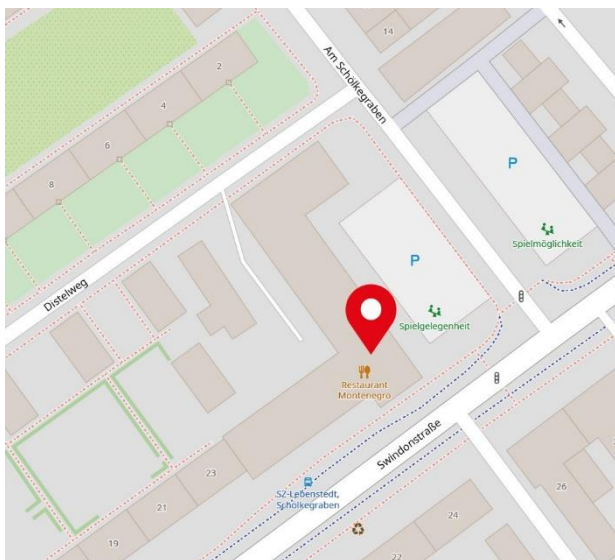 14
2
Am Schölkegraben
4
6
P
8
Spielmöglichkeit
P
Distelweg
Spielgelegenheit
Restaurant
Montenegro
Swindonstraße
23
SZ-Lebenstedt,
Schölkegraben
21
26
24
19
22